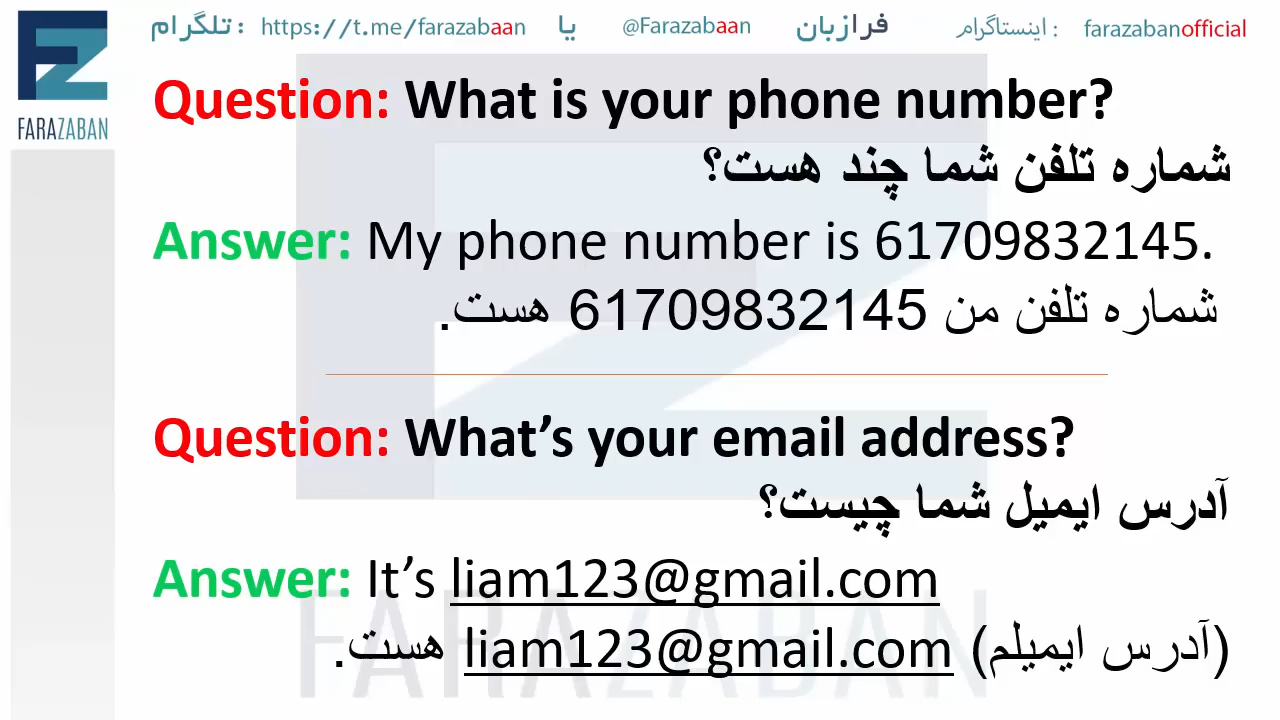 تلگرام : https://t.me/farazabaan یا @Farazabaan فرازبان اینستاگرام : farazabanofficial
FARAZABAN
Question: What is your phone number?
شماره تلفن شما چند هست؟
Answer: My phone number is 61709832145.
شماره تلفن من 61709832145 هست.
Question: What’s your email address?
آدرس ایمیل شما چیست؟
Answer: It’s liam123@gmail.com
(آدرس ایمیلم) liam123@gmail.com هست.
FARAZABAN